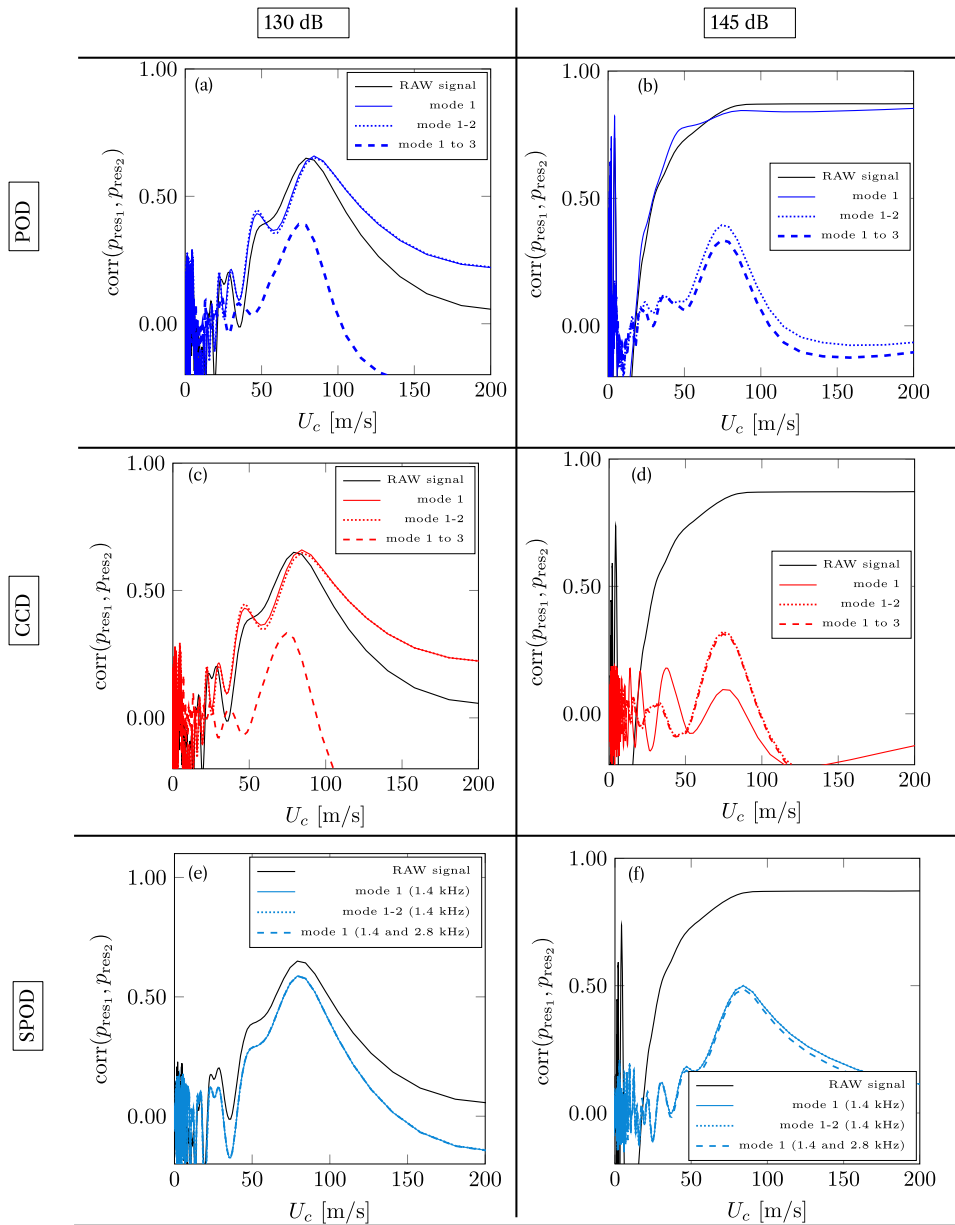 130 dB
145 dB
POD
(a)
RAW signal
mode 1
mode 1-2
mode 1 to 3
1.00
0.50
0.00
corr(p_res1, p_res2)
0 50 100 150 200
U_c [m/s]
(b)
RAW signal
mode 1
mode 1-2
mode 1 to 3
1.00
0.50
0.00
corr(p_res1, p_res2)
0 50 100 150 200
U_c [m/s]
CCD
(c)
RAW signal
mode 1
mode 1-2
mode 1 to 3
1.00
0.50
0.00
corr(p_res1, p_res2)
0 50 100 150 200
U_c [m/s]
(d)
RAW signal
mode 1
mode 1-2
mode 1 to 3
1.00
0.50
0.00
corr(p_res1, p_res2)
0 50 100 150 200
U_c [m/s]
SPOD
(e)
RAW signal
mode 1 (1.4 kHz)
mode 1-2 (1.4 kHz)
mode 1 (1.4 and 2.8 kHz)
1.00
0.50
0.00
corr(p_res1, p_res2)
0 50 100 150 200
U_c [m/s]
(f)
RAW signal
mode 1 (1.4 kHz)
mode 1-2 (1.4 kHz)
mode 1 (1.4 and 2.8 kHz)
1.00
0.50
0.00
corr(p_res1, p_res2)
0 50 100 150 200
U_c [m/s]